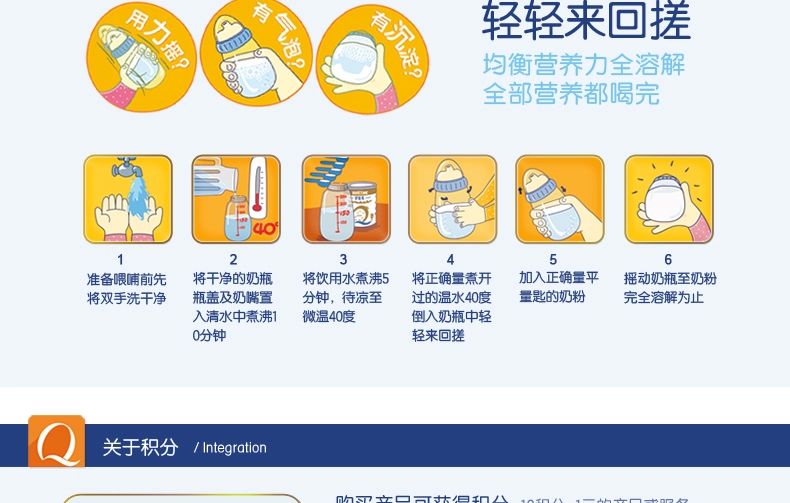 用力摇?
有气泡?
有沉淀?
轻轻来回搓
均衡营养力全溶解
全部营养都喝完
40°
1
准备喂哺前先
将双手洗干净
2
将干净的奶瓶
瓶盖及奶嘴置
入清水中煮沸1
0分钟
3
将饮用水煮沸5
分钟，待凉至
微温40度
4
将正确量煮开
过的温水40度
倒入奶瓶中轻
轻来回搓
5
加入正确量平
量匙的奶粉
6
摇动奶瓶至奶粉
完全溶解为止
Q
关于积分 / Integration
购买产品可获得积分